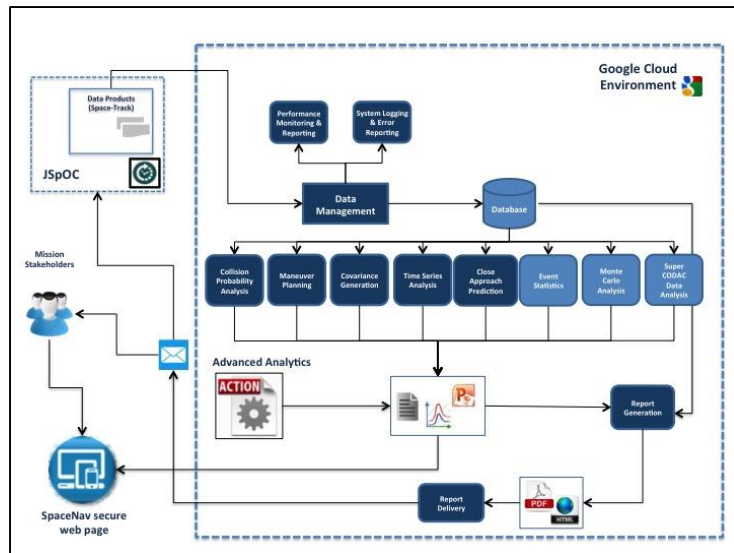 Google Cloud
Environment
Data Products
(Space-Track)
JSpOC
Performance
Monitoring &
Reporting
System Logging
& Error
Reporting
Data
Management
Database
Mission
Stakeholders
Collision
Probability
Analysis
Maneuver
Planning
Covariance
Generation
Time Series
Analysis
Close
Approach
Prediction
Event
Statistics
Monte
Carlo
Analysis
Super
CODAC
Data
Analysis
Advanced Analytics
ACTION
P
Report
Generation
Report
Delivery
PDF
HTML
SpaceNav secure
web page